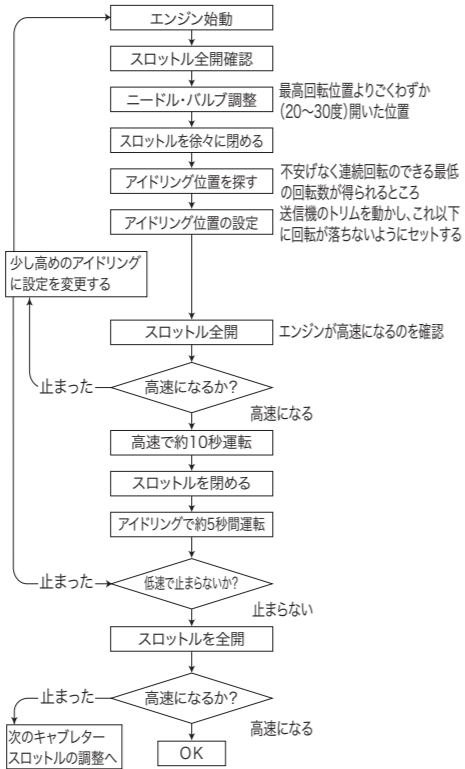 エンジン始動
スロットル全開確認
ニードル・バルブ調整
最高回転位置よりごくわずか
(20〜30度)開いた位置
スロットルを徐々に閉める
アイドリング位置を探す
不安げなく連続回転のできる最低
の回転数が得られるところ
アイドリング位置の設定
送信機のトリムを動かし、これ以下
に回転が落ちないようにセットする
少し高めのアイドリング
に設定を変更する
スロットル全開
エンジンが高速になるのを確認
止まった
高速になるか?
高速になる
高速で約10秒運転
スロットルを閉める
アイドリングで約5秒間運転
止まった
低速で止まらないか?
止まらない
スロットルを全開
止まった
高速になるか?
高速になる
次のキャブレター
スロットルの調整へ
OK